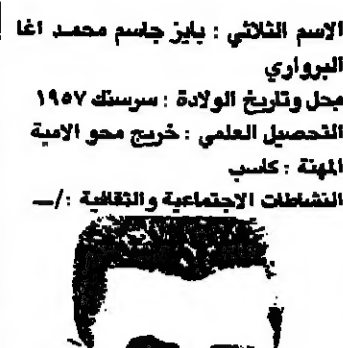 الاسم الثلاثي : بايز جاسم محمد اغا
البرواري
محل وتاريخ الولادة : سرسنك ١٩٥٧
التحصيل العلمي : خريج محو الامية
المهنة : كاسب
النشاطات الاجتماعية والثقافية :/ــ